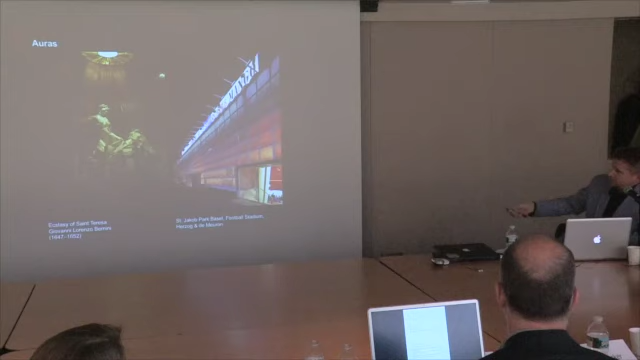 Auras
Ecstasy of Saint Teresa
Giovanni Lorenzo Bernini
(1647-1652)
St. Jakob Park Basel, Football Stadium,
Herzog & de Meuron